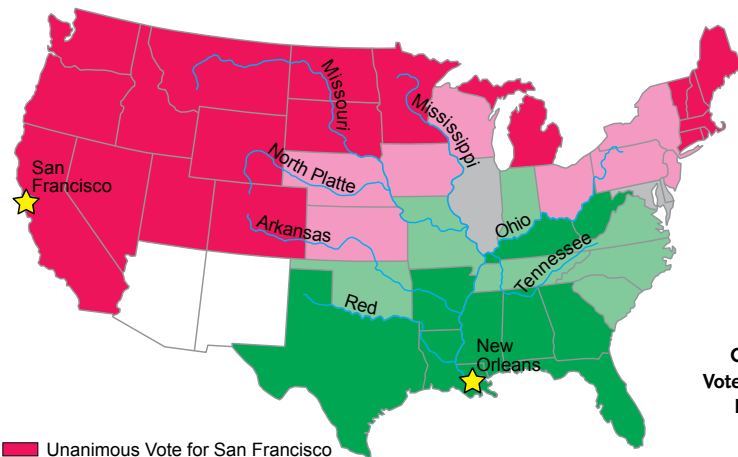 Missouri
Mississippi
North Platte
San
Francisco
Arkansas
Ohio
Tennessee
Red
New
Orleans
Unanimous Vote for San Francisco